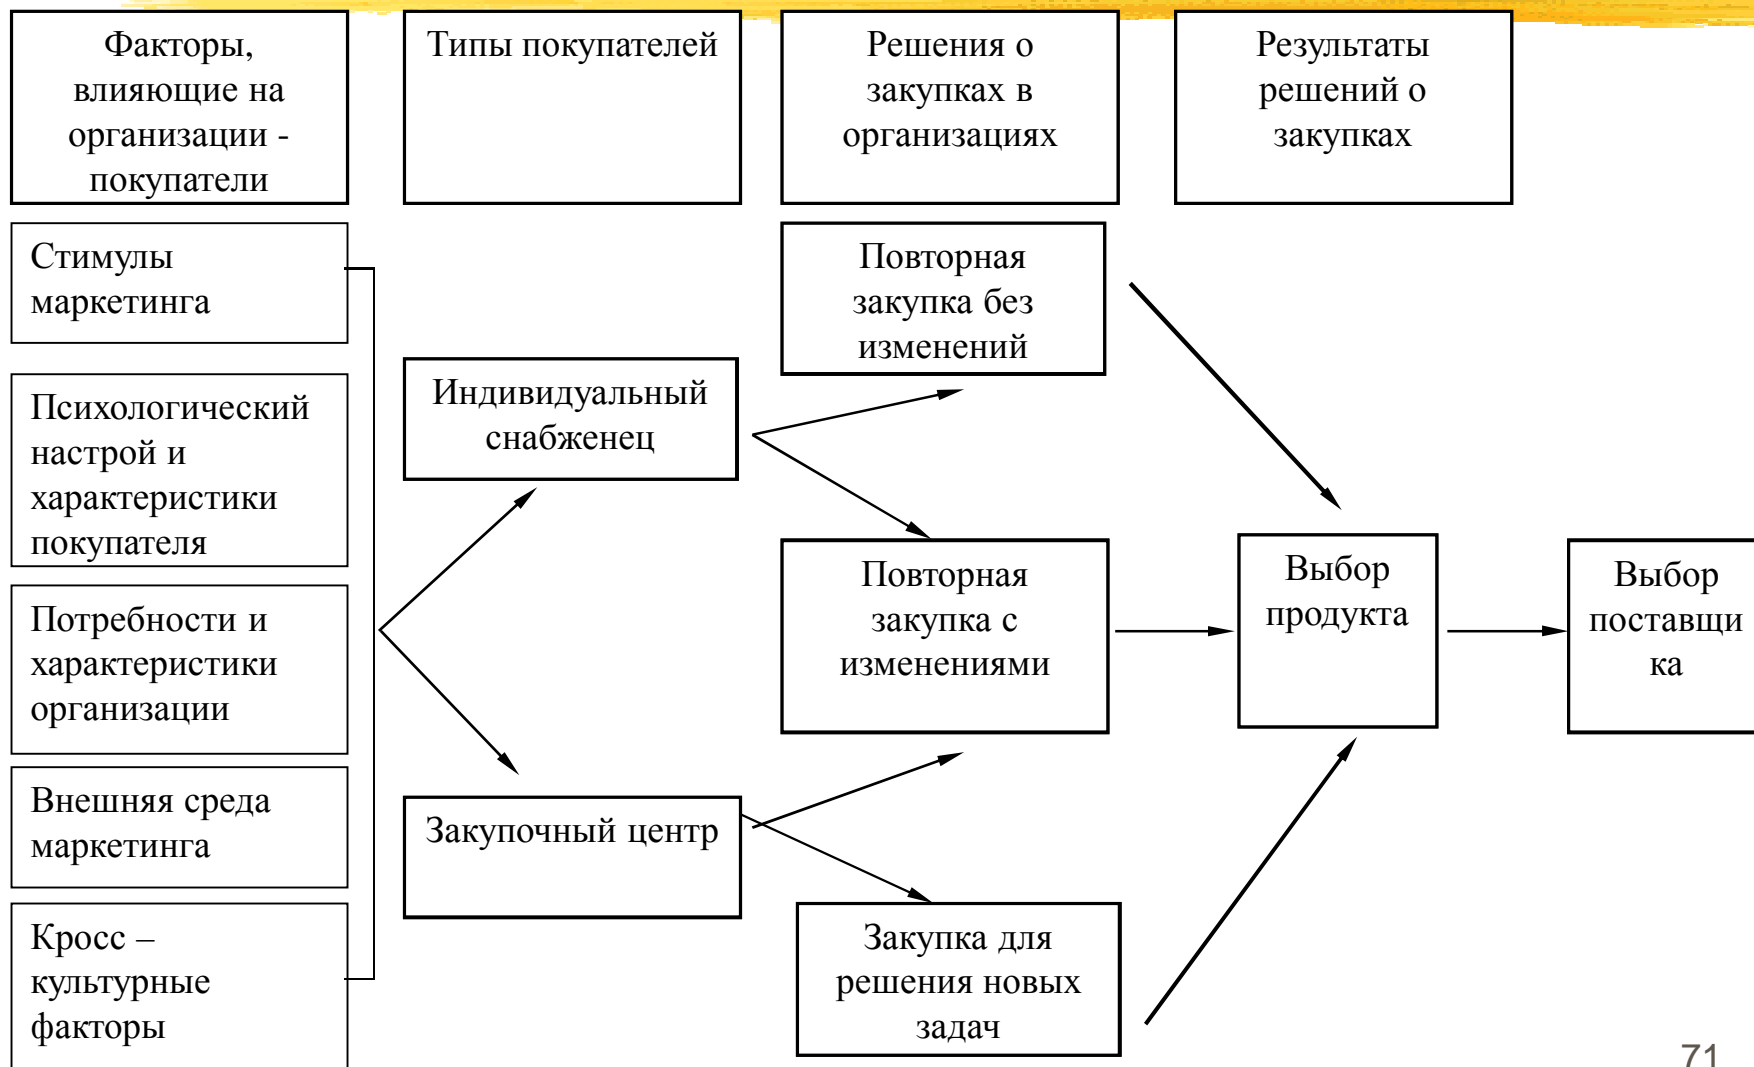 Факторы,
влияющие на
организации -
покупатели
Типы покупателей
Решения о
закупках в
организациях
Результаты
решений о
закупках
Стимулы
маркетинга
Психологический
настрой и
характеристики
покупателя
Потребности и
характеристики
организации
Внешняя среда
маркетинга
Кросс –
культурные
факторы
Индивидуальный
снабженец
Закупочный центр
Повторная
закупка без
изменений
Повторная
закупка с
изменениями
Закупка для
решения новых
задач
Выбор
продукта
Выбор
поставщи
ка
71